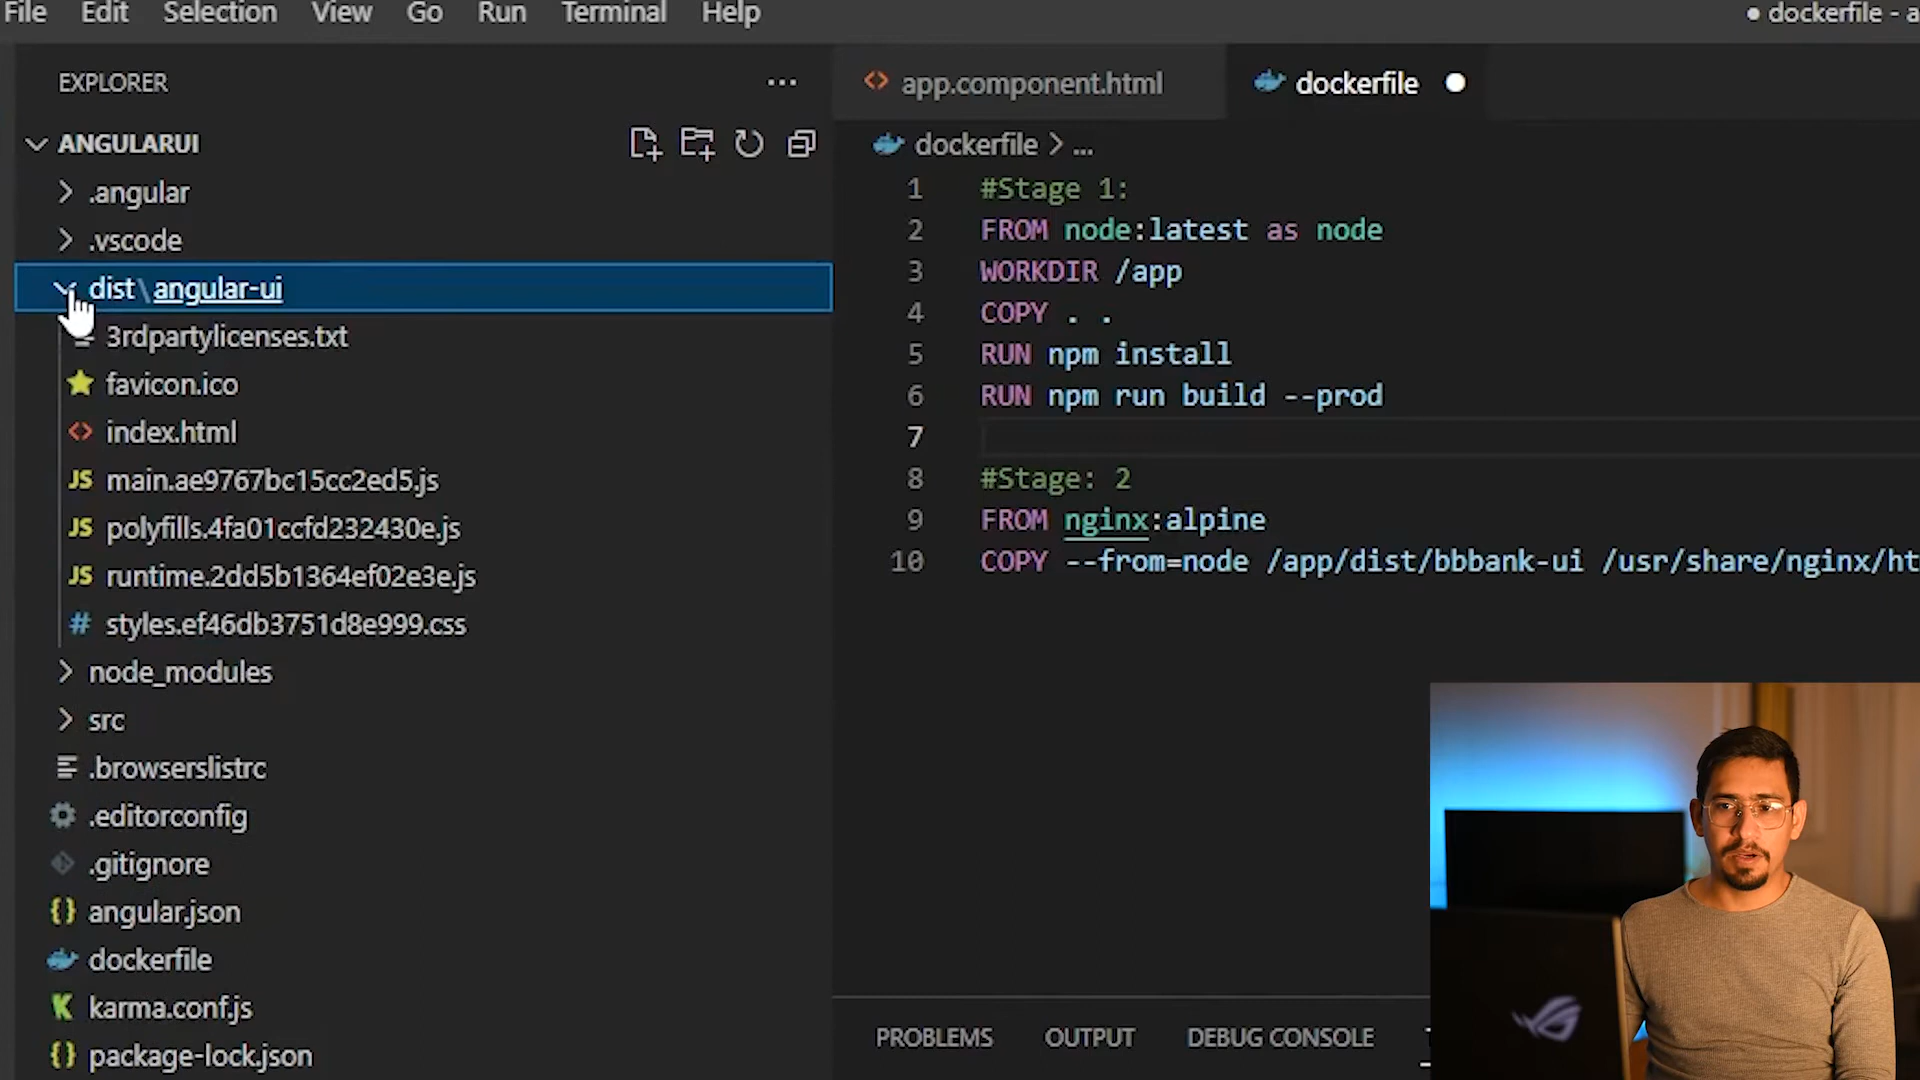 File Edit Selection View Go Run Terminal Help
● dockerfile - a
EXPLORER
ANGULARUI
.angular
.vscode
dist\angular-ui
3rdpartylicenses.txt
favicon.ico
index.html
main.ae9767bc15cc2ed5.js
polyfills.4fa01ccfd232430e.js
runtime.2dd5b1364ef02e3e.js
styles.ef46db3751d8e999.css
node_modules
src
.browserslistrc
.editorconfig
.gitignore
angular.json
dockerfile
karma.conf.js
package-lock.json
app.component.html
dockerfile
dockerfile > ...
1 #Stage 1:
2 FROM node:latest as node
3 WORKDIR /app
4 COPY . .
5 RUN npm install
6 RUN npm run build --prod
7
8 #Stage: 2
9 FROM nginx:alpine
10 COPY --from=node /app/dist/bbbank-ui /usr/share/nginx/ht
PROBLEMS OUTPUT DEBUG CONSOLE